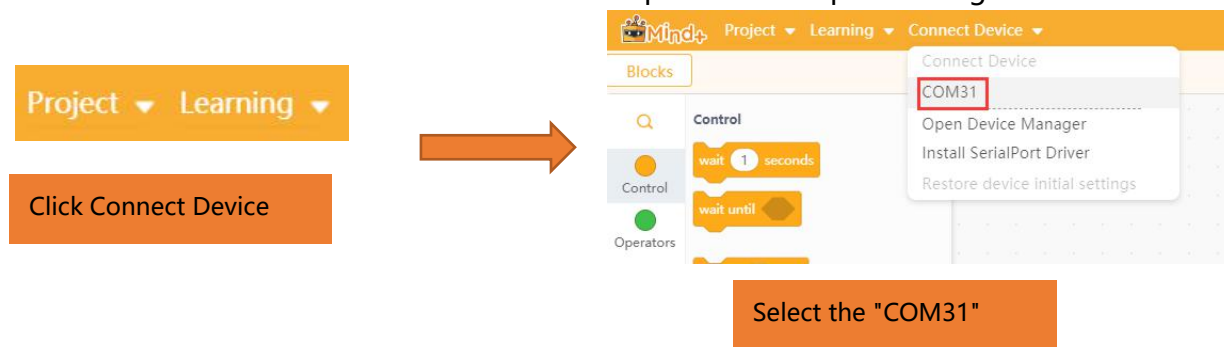 Project Learning
Click Connect Device
Mind+ Project Learning Connect Device
Blocks
Connect Device
COM31
Open Device Manager
Install SerialPort Driver
Restore device initial settings
Control
wait 1 seconds
Control
wait until
Operators
Select the "COM31"